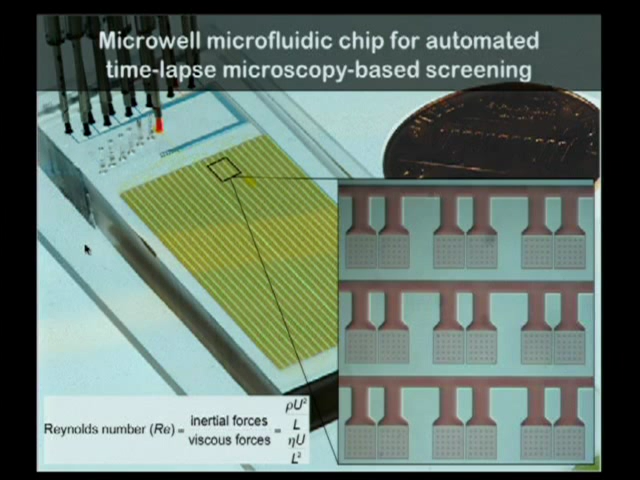 Microwell microfluidic chip for automated
time-lapse microscopy-based screening
Reynolds number (Re) = inertial forces / viscous forces = ρU² / L / ηU / L²